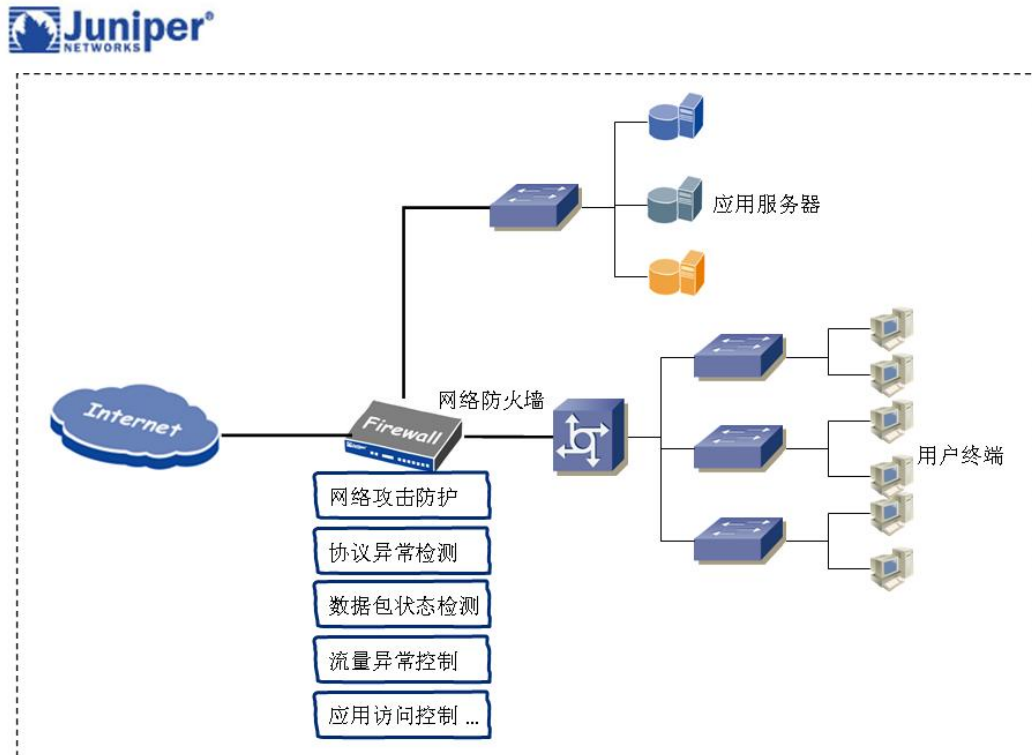 Juniper®
NETWORKS
应用服务器
Internet
Firewall
网络防火墙
用户终端
网络攻击防护
协议异常检测
数据包状态检测
流量异常控制
应用访问控制 ...